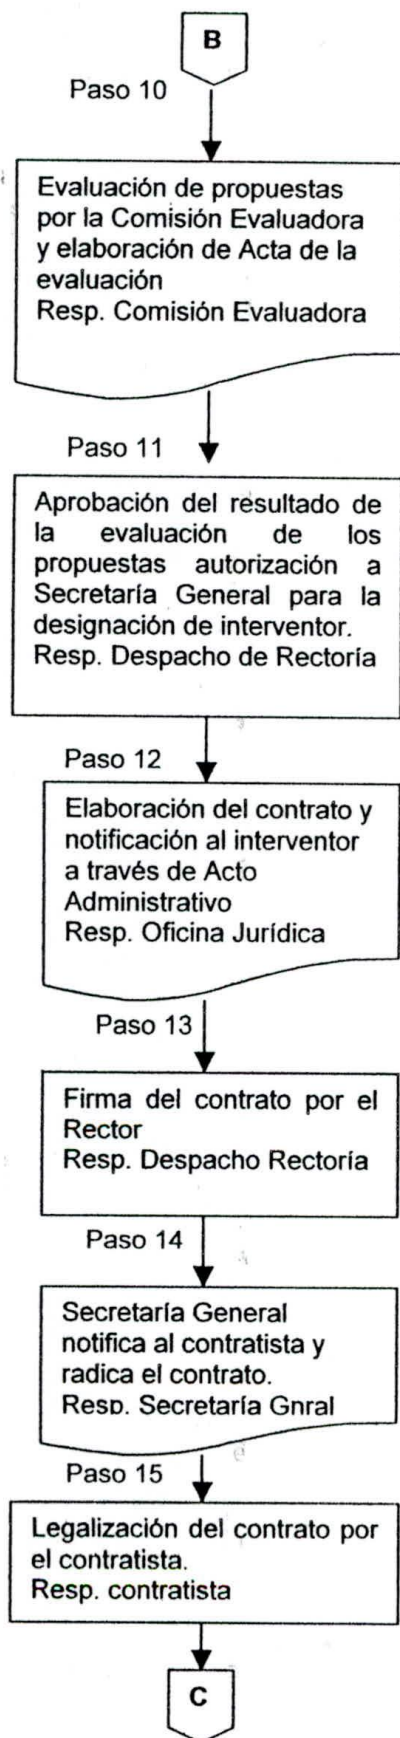 B
Paso 10
Evaluación de propuestas
por la Comisión Evaluadora
y elaboración de Acta de la
evaluación
Resp. Comisión Evaluadora
Paso 11
Aprobación del resultado de
la evaluación de los
propuestas autorización a
Secretaría General para la
designación de interventor.
Resp. Despacho de Rectoría
Paso 12
Elaboración del contrato y
notificación al interventor
a través de Acto
Administrativo
Resp. Oficina Jurídica
Paso 13
Firma del contrato por el
Rector
Resp. Despacho Rectoría
Paso 14
Secretaría General
notifica al contratista y
radica el contrato.
Resp. Secretaría Gnral
Paso 15
Legalización del contrato por
el contratista.
Resp. contratista
C